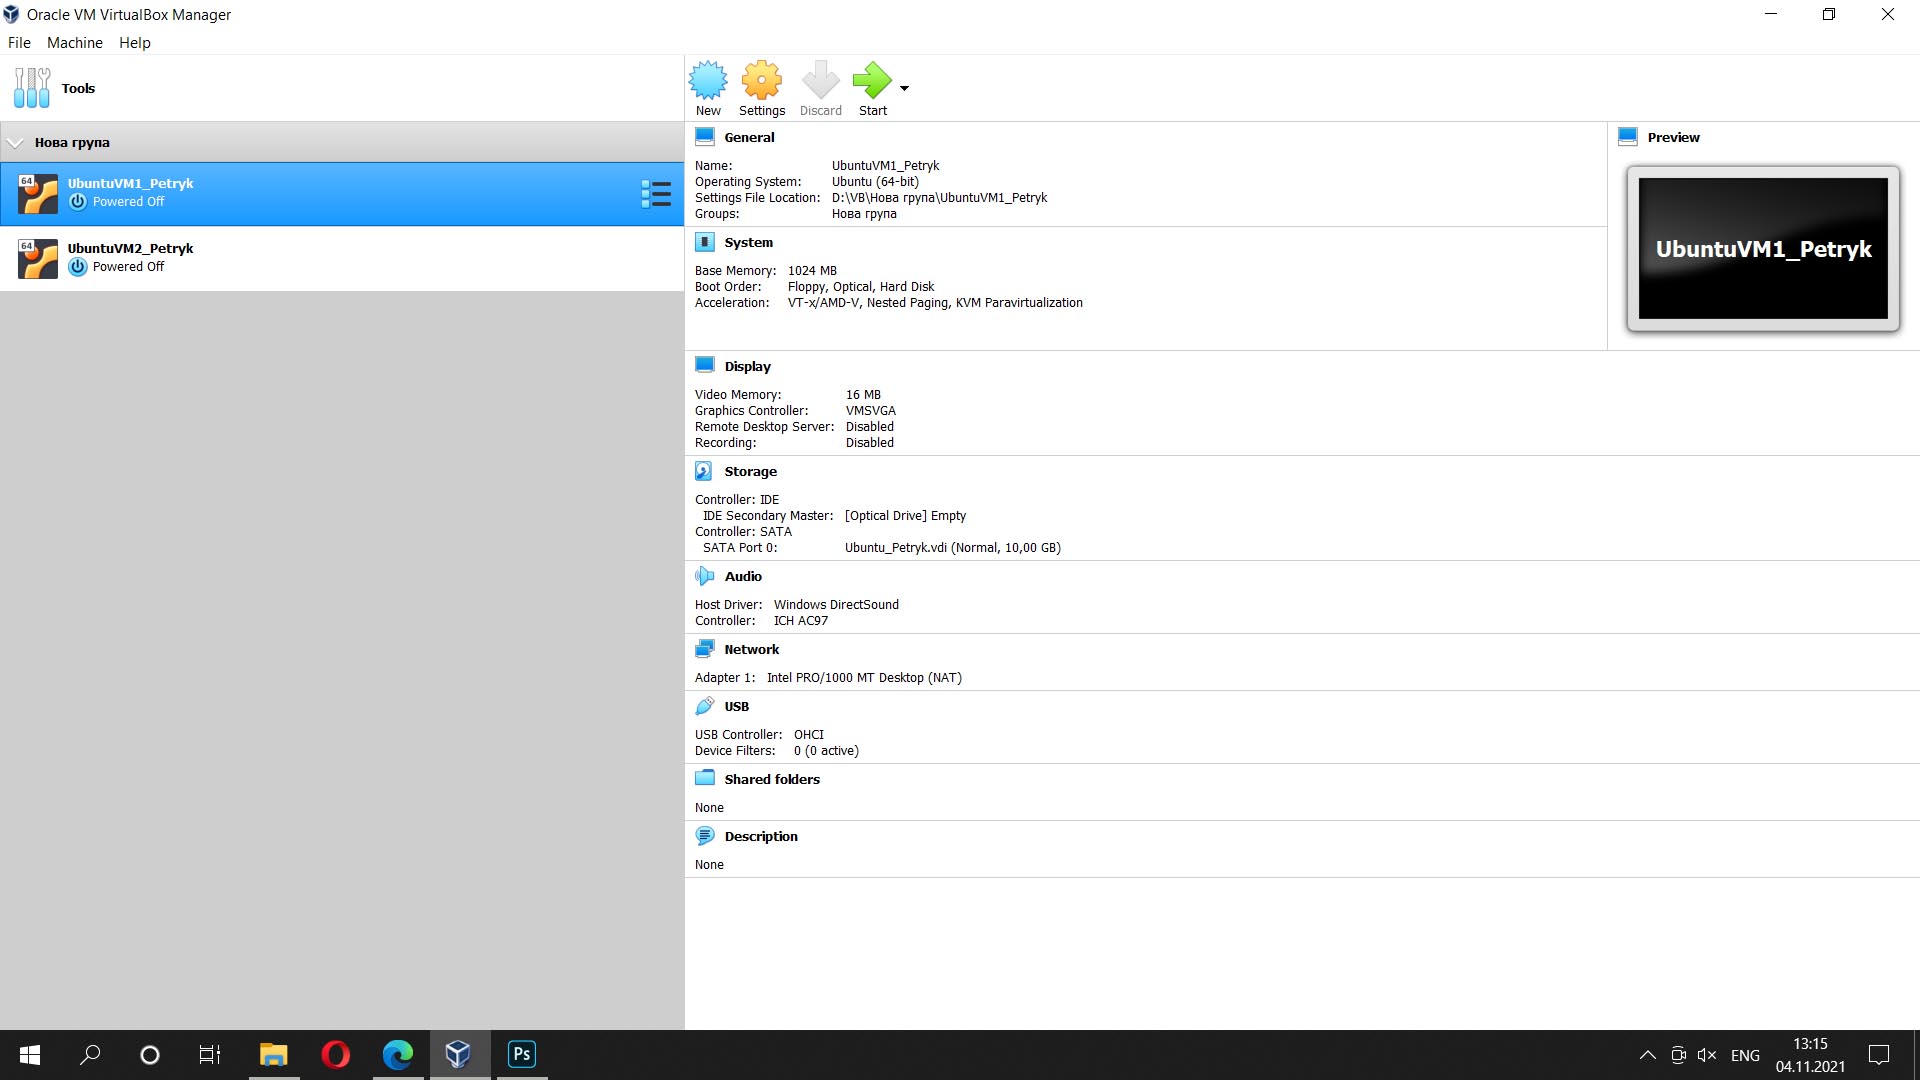 Oracle VM VirtualBox Manager
File Machine Help
Tools
New Settings Discard Start
Нова група
64 UbuntuVM1_Petryk
Powered Off
64 UbuntuVM2_Petryk
Powered Off
General
Name: UbuntuVM1_Petryk
Operating System: Ubuntu (64-bit)
Settings File Location: D:\VB\Нова група\UbuntuVM1_Petryk
Groups: Нова група
Preview
UbuntuVM1_Petryk
System
Base Memory: 1024 MB
Boot Order: Floppy, Optical, Hard Disk
Acceleration: VT-x/AMD-V, Nested Paging, KVM Paravirtualization
Display
Video Memory: 16 MB
Graphics Controller: VMSVGA
Remote Desktop Server: Disabled
Recording: Disabled
Storage
Controller: IDE
IDE Secondary Master: [Optical Drive] Empty
Controller: SATA
SATA Port 0: Ubuntu_Petryk.vdi (Normal, 10,00 GB)
Audio
Host Driver: Windows DirectSound
Controller: ICH AC97
Network
Adapter 1: Intel PRO/1000 MT Desktop (NAT)
USB
USB Controller: OHCI
Device Filters: 0 (0 active)
Shared folders
None
Description
None
Ps
ENG
13:15
04.11.2021